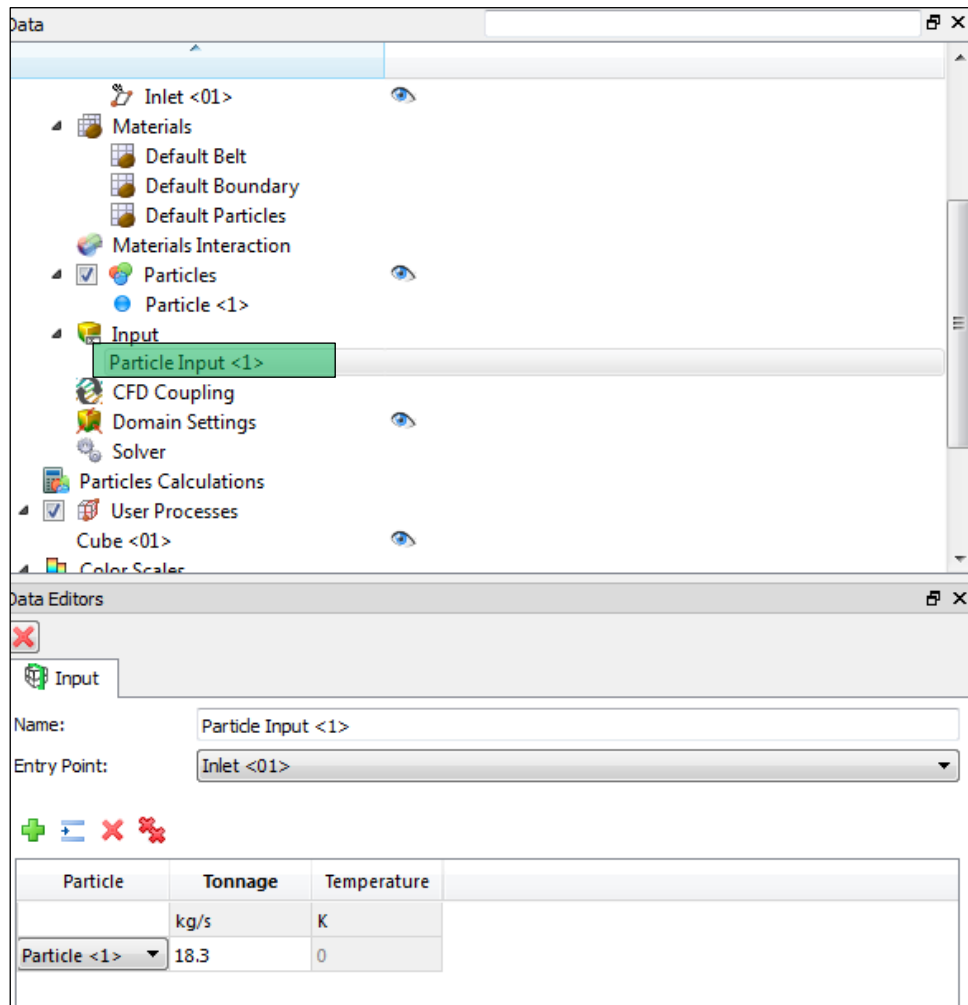 Data
Inlet <01>
Materials
Default Belt
Default Boundary
Default Particles
Materials Interaction
Particles
Particle <1>
Input
Particle Input <1>
CFD Coupling
Domain Settings
Solver
Particles Calculations
User Processes
Cube <01>
Color Scales
Data Editors
Input
Name: Particle Input <1>
Entry Point: Inlet <01>
Particle Tonnage Temperature
kg/s K
Particle <1> 18.3 0